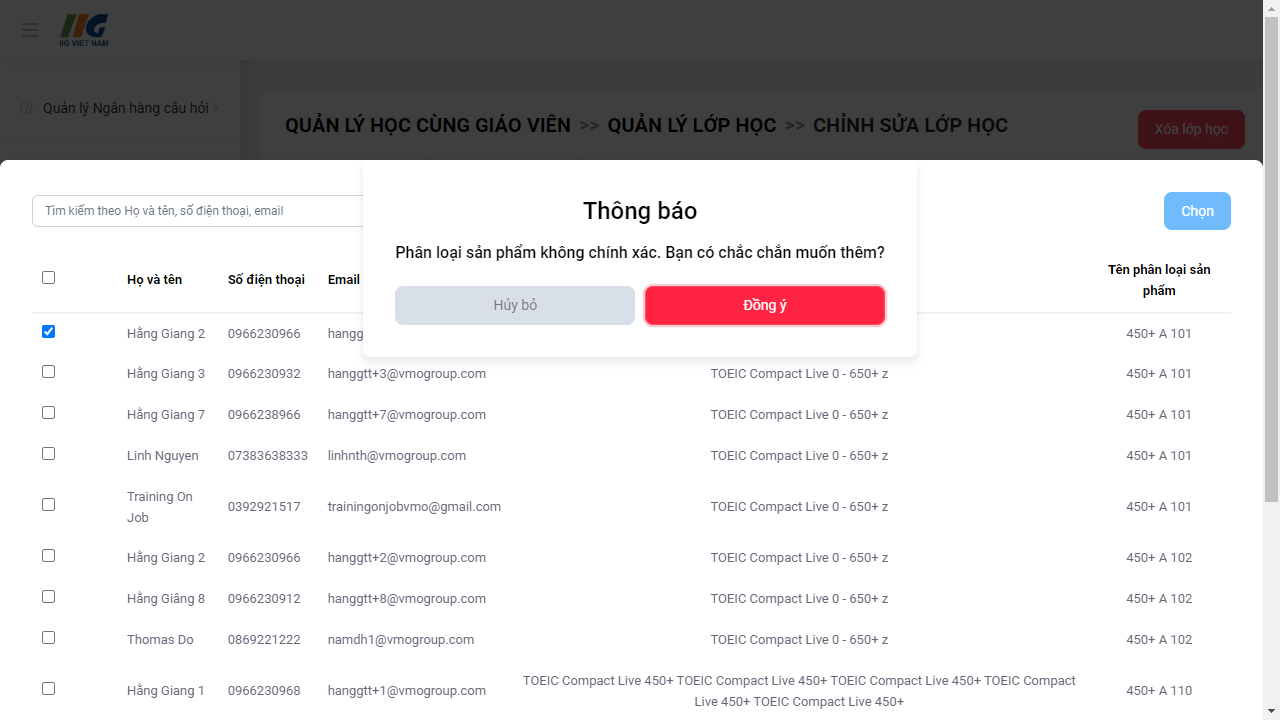 IIG VIET NAM
Quản lý Ngân hàng câu hỏi
QUẢN LÝ HỌC CÙNG GIÁO VIÊN >> QUẢN LÝ LỚP HỌC >> CHỈNH SỬA LỚP HỌC
Xóa lớp học
Tìm kiếm theo Họ và tên, số điện thoại, email
Chọn
Thông báo
Phân loại sản phẩm không chính xác. Bạn có chắc chắn muốn thêm?
Hủy bỏ Đồng ý
Họ và tên Số điện thoại Email Tên phân loại sản
phẩm
Hằng Giang 2 0966230966 hangg 450+ A 101
Hằng Giang 3 0966230932 hanggtt+3@vmogroup.com TOEIC Compact Live 0 - 650+ z 450+ A 101
Hằng Giang 7 0966238966 hanggtt+7@vmogroup.com TOEIC Compact Live 0 - 650+ z 450+ A 101
Linh Nguyen 07383638333 linhnth@vmogroup.com TOEIC Compact Live 0 - 650+ z 450+ A 101
Training On
Job 0392921517 trainingonjobvmo@gmail.com TOEIC Compact Live 0 - 650+ z 450+ A 101
Hằng Giang 2 0966230966 hanggtt+2@vmogroup.com TOEIC Compact Live 0 - 650+ z 450+ A 102
Hằng Giâng 8 0966230912 hanggtt+8@vmogroup.com TOEIC Compact Live 0 - 650+ z 450+ A 102
Thomas Do 0869221222 namdh1@vmogroup.com TOEIC Compact Live 0 - 650+ z 450+ A 102
Hằng Giang 1 0966230968 hanggtt+1@vmogroup.com TOEIC Compact Live 450+ TOEIC Compact Live 450+ TOEIC Compact Live 450+ TOEIC Compact 450+ A 110
Live 450+ TOEIC Compact Live 450+